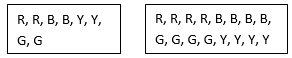 R, R, B, B, Y, Y,
G, G
R, R, R, R, B, B, B, B,
G, G, G, G, Y, Y, Y, Y